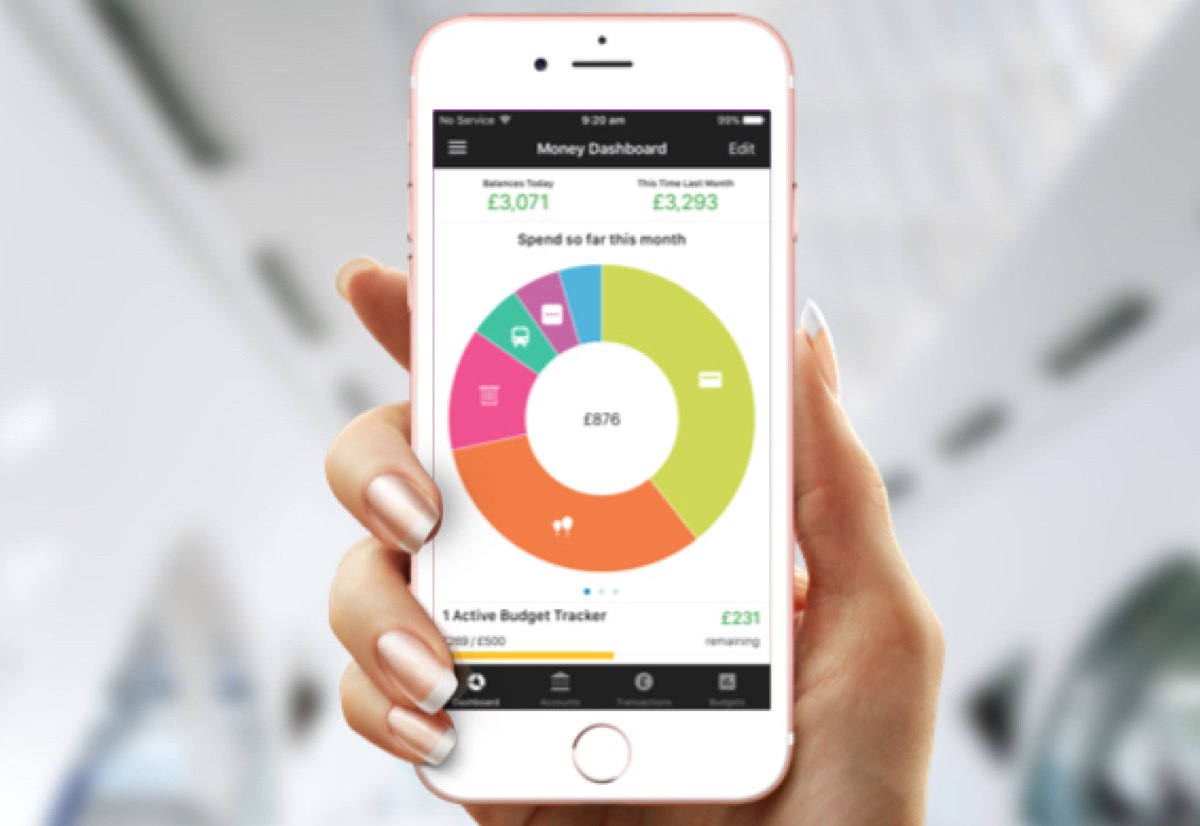 No Service 9:20 am 99%
Money Dashboard Edit
Balances Today This Time Last Month
£3,071 £3,293
Spend so far this month
£876
1 Active Budget Tracker £231
£269 / £500 remaining
Dashboard Accounts Transactions Budgets